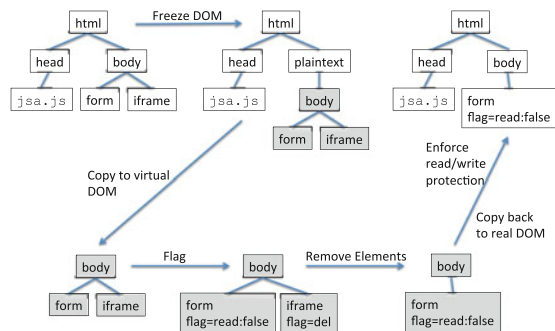 html
Freeze DOM
html
html
head
body
head
plaintext
head
body
jsa.js
form
iframe
jsa.js
body
jsa.js
form
flag=read:false
form
iframe
Copy to virtual
DOM
Enforce
read/write
protection
Copy back
to real DOM
body
Flag
body
Remove Elements
body
form
iframe
form
flag=read:false
iframe
flag=del
form
flag=read:false